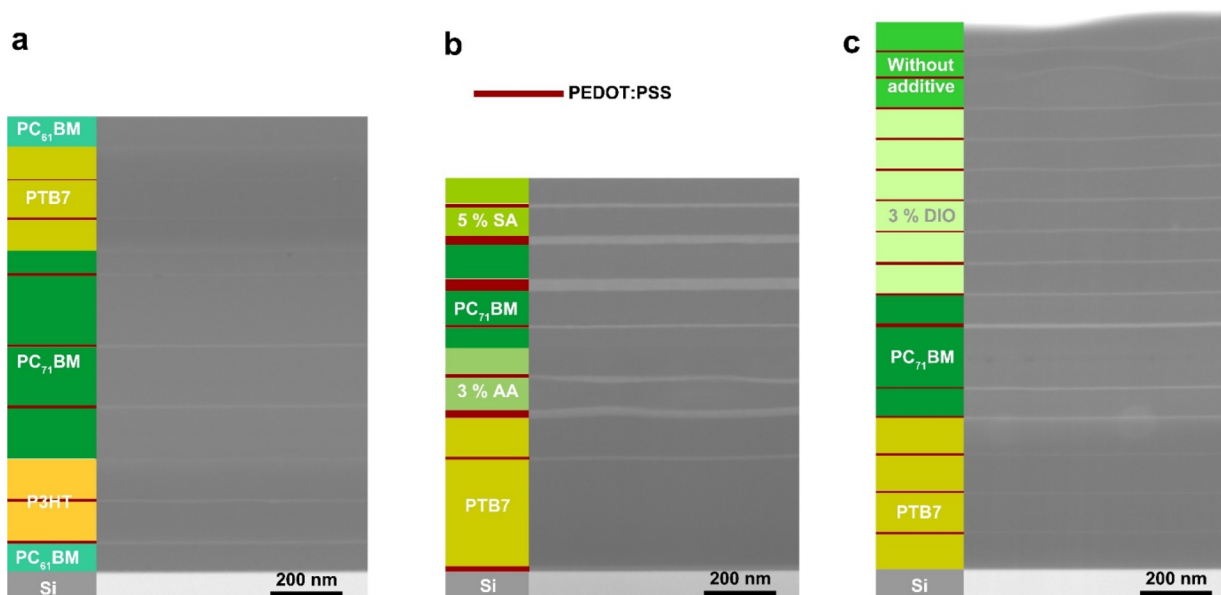 a
PC₆₁BM
PTB7
PC₇₁BM
P3HT
PC₆₁BM
Si
200 nm
b
PEDOT:PSS
5 % SA
PC₇₁BM
3 % AA
PTB7
Si
200 nm
c
Without
additive
3 % DIO
PC₇₁BM
PTB7
Si
200 nm